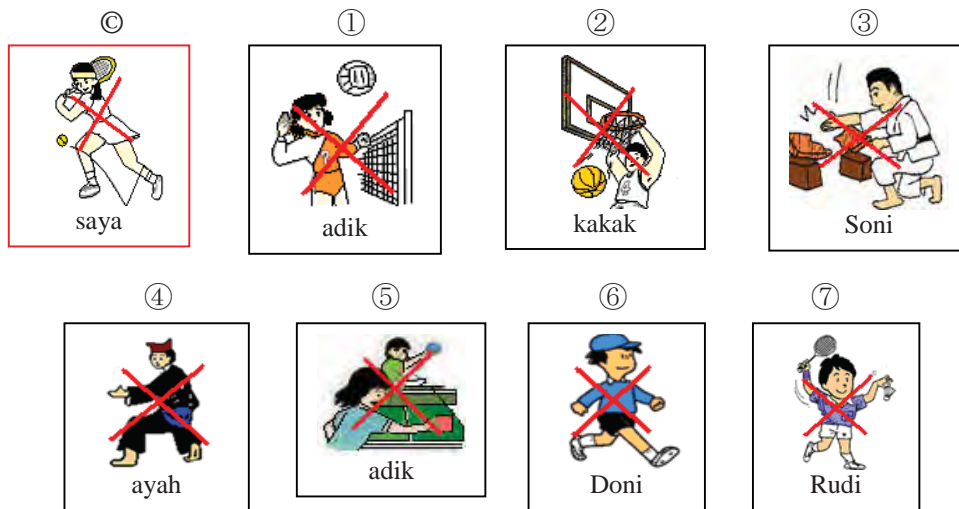 © ① ② ③
saya
adik
kakak
Soni
④ ⑤ ⑥ ⑦
ayah
adik
Doni
Rudi